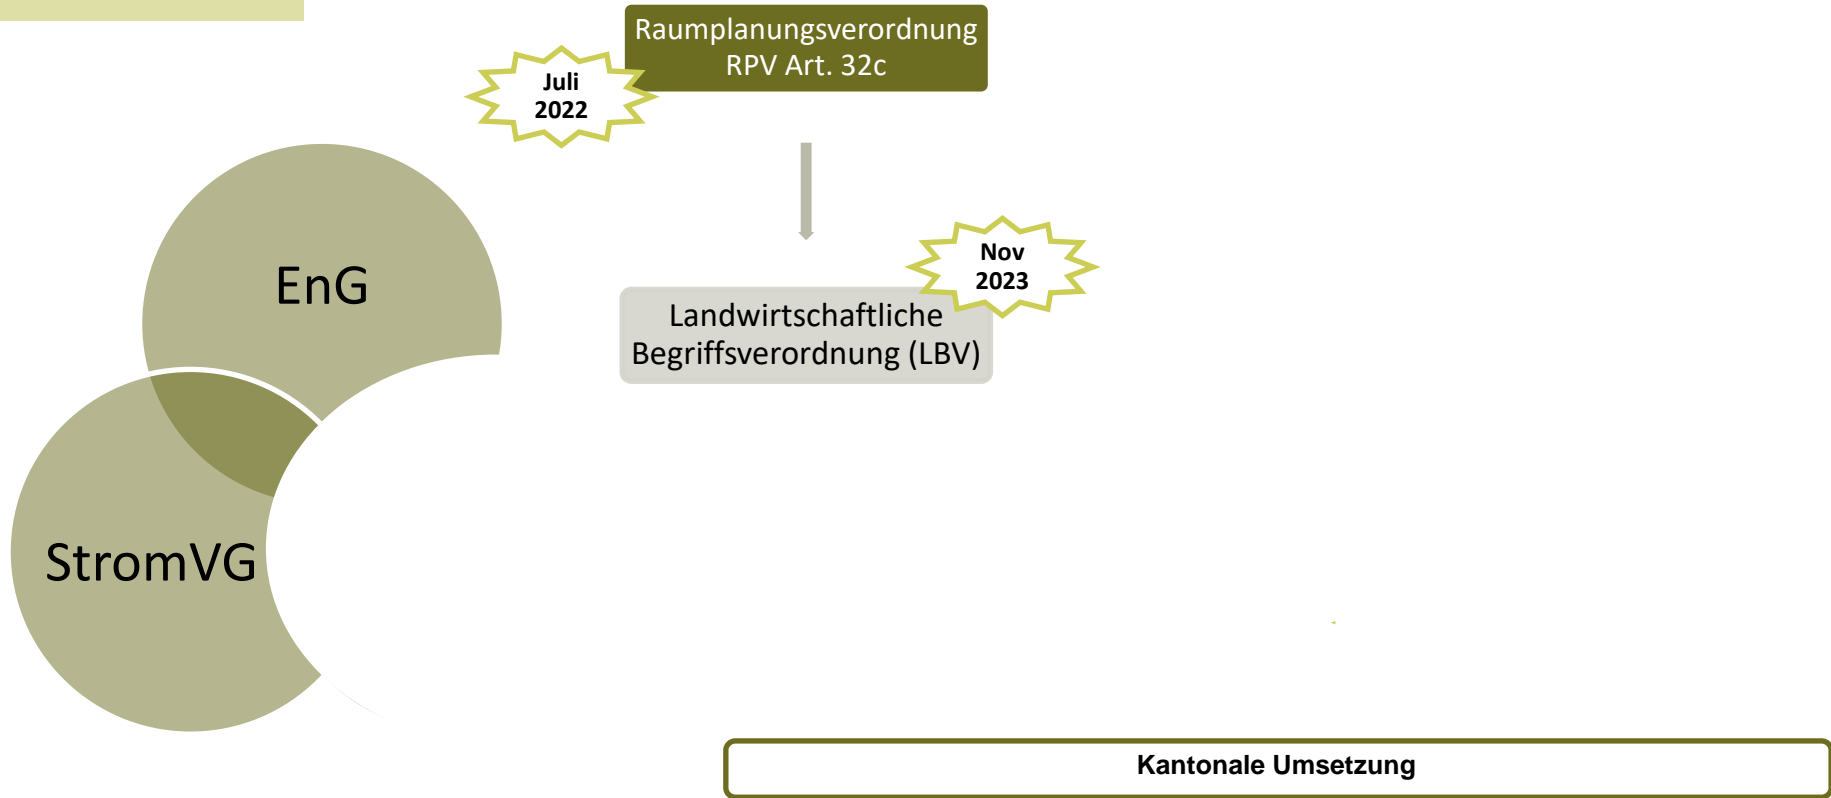 Raumplanungsverordnung
RPV Art. 32c
Juli
2022
Nov
2023
Landwirtschaftliche
Begriffsverordnung (LBV)
EnG
StromVG
Kantonale Umsetzung